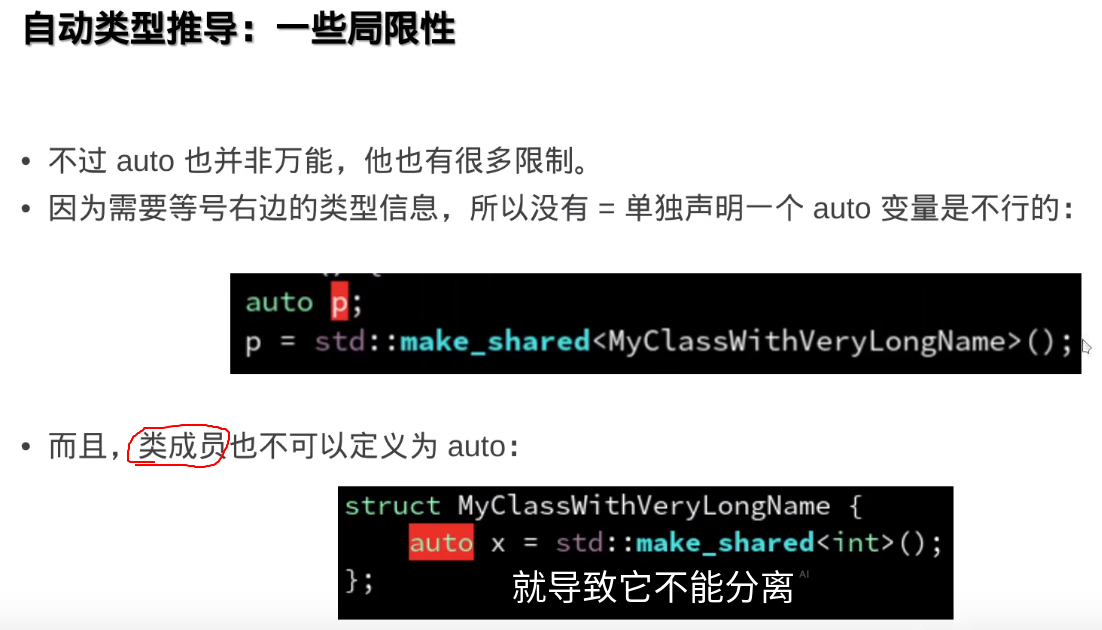 自动类型推导：一些局限性
• 不过 auto 也并非万能，他也有很多限制。
• 因为需要等号右边的类型信息，所以没有 = 单独声明一个 auto 变量是不行的：
auto p;
p = std::make_shared<MyClassWithVeryLongName>();
• 而且，类成员也不可以定义为 auto：
struct MyClassWithVeryLongName {
auto x = std::make_shared<int>();
};
就导致它不能分离 AI